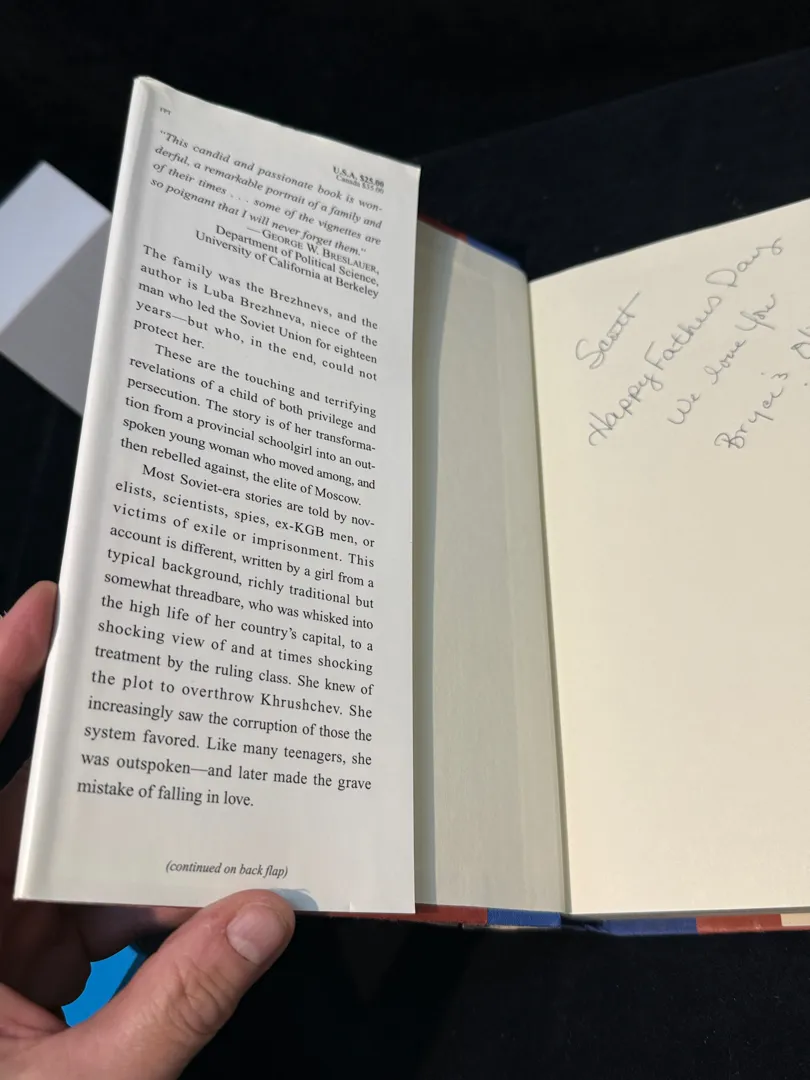 U.S.A. $25.00
Canada $35.00
"This candid and passionate book is won-
derful, a remarkable portrait of a family and
of their times . . . some of the vignettes are
so poignant that I will never forget them."
— GEORGE W. BRESLAUER,
Department of Political Science,
University of California at Berkeley
The family was the Brezhnevs, and the
author is Luba Brezhneva, niece of the
man who led the Soviet Union for eighteen
years—but who, in the end, could not
protect her.
These are the touching and terrifying
revelations of a child of both privilege and
persecution. The story is of her transforma-
tion from a provincial schoolgirl into an out-
spoken young woman who moved among, and
then rebelled against, the elite of Moscow.
Most Soviet-era stories are told by nov-
elists, scientists, spies, ex-KGB men, or
victims of exile or imprisonment. This
account is different, written by a girl from a
typical background, richly traditional but
somewhat threadbare, who was whisked into
the high life of her country's capital, to a
shocking view of and at times shocking
treatment by the ruling class. She knew of
the plot to overthrow Khrushchev. She
increasingly saw the corruption of those the
system favored. Like many teenagers, she
was outspoken—and later made the grave
mistake of falling in love.
(continued on back flap)
Scott
Happy Fathers Day
We love You